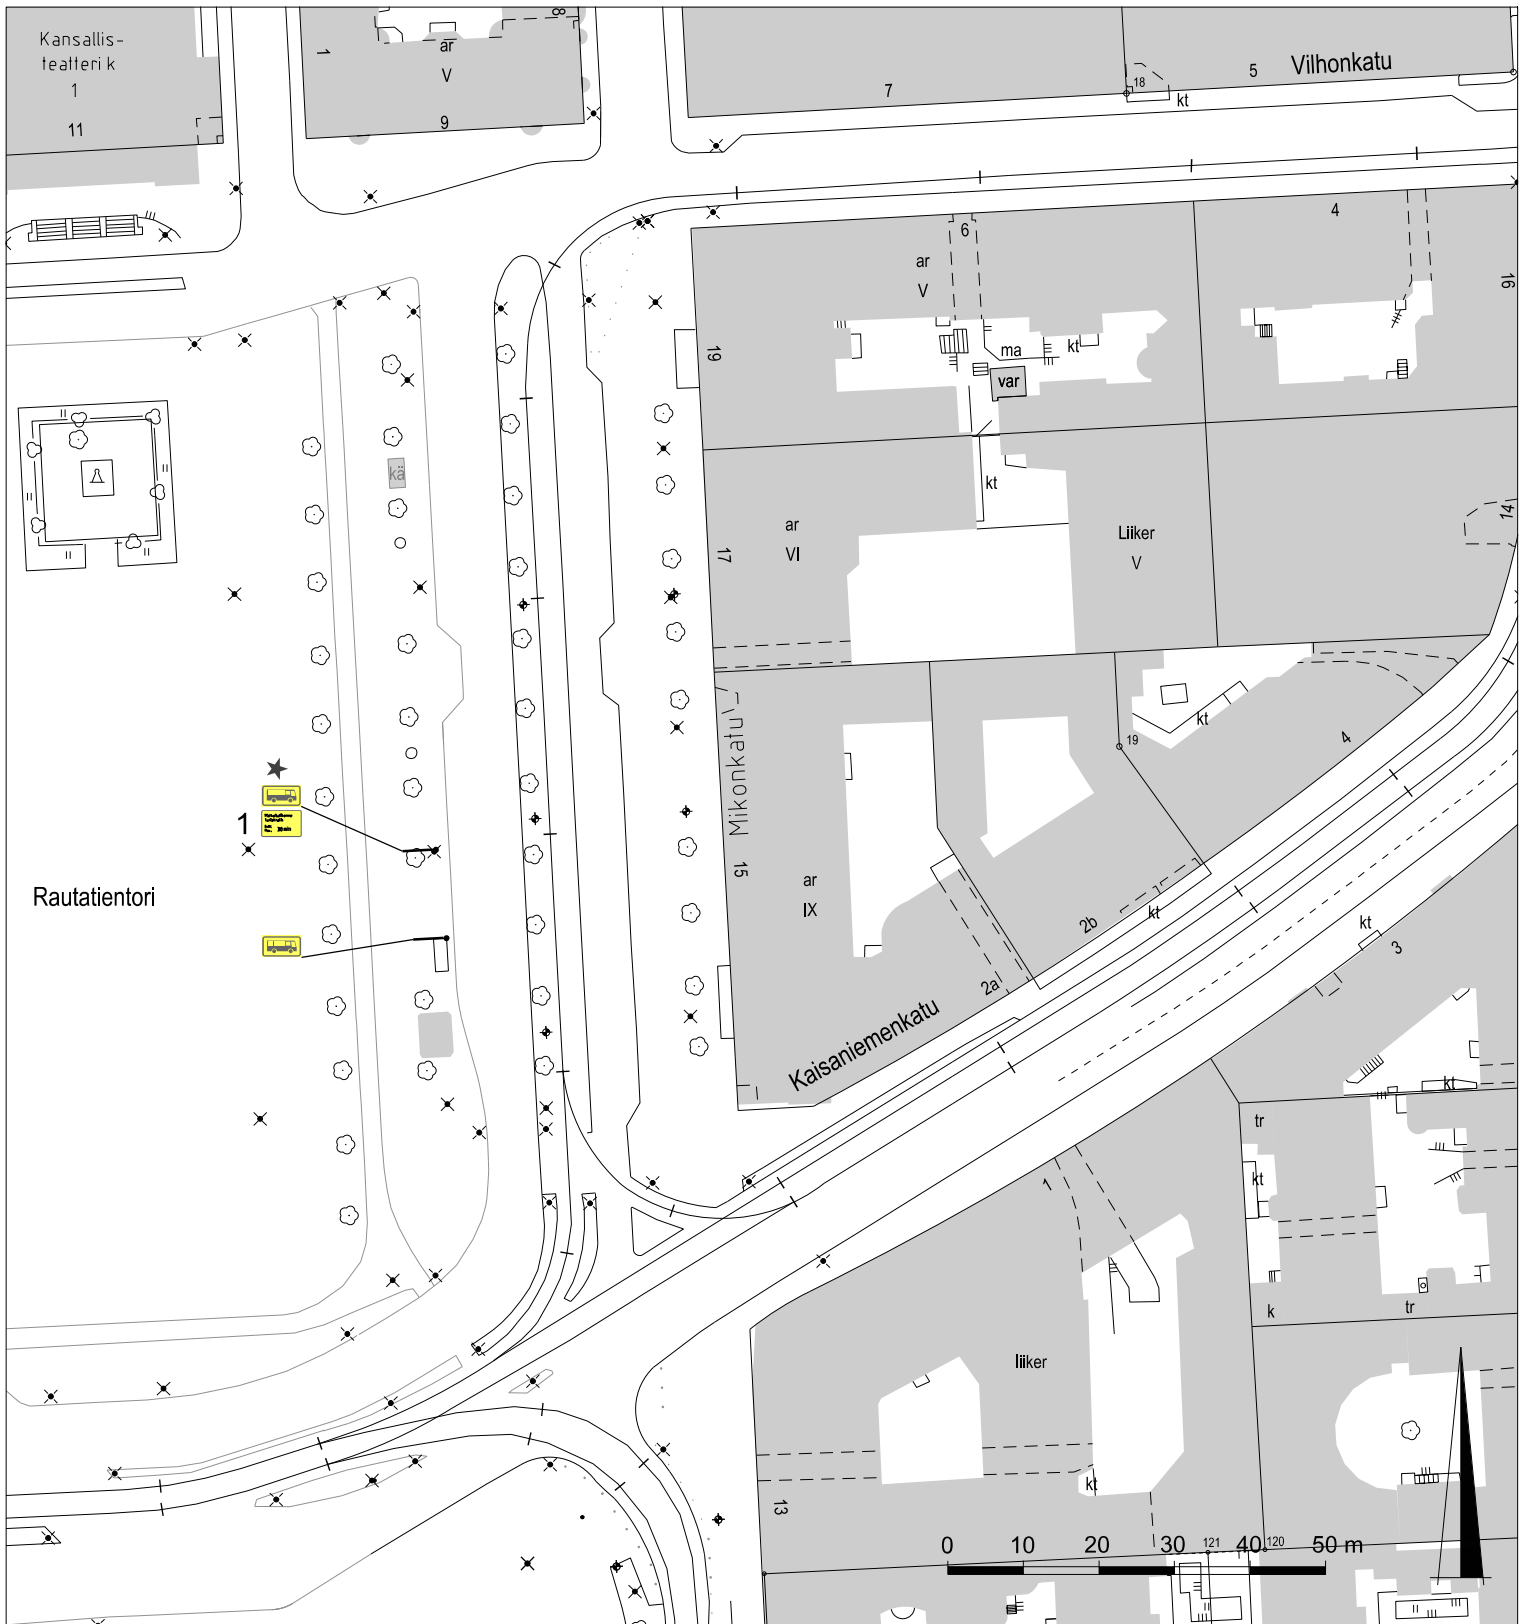 Kansallis-
teatteri k
1
11
1
8
ar
V
9
7
18
kt
5
Vilhonkatu
4
16
6
ar
V
19
ma
kt
var
kä
kt
ar
VI
17
Liiker
V
14
Mikonkatu
19
kt
4
1
15
ar
IX
Rautatientori
2b
kt
2a
kt
3
Kaisaniemenkatu
kt
tr
kt
1
k
tr
liiker
kt
13
0 10 20 30 40 50 m
121
120